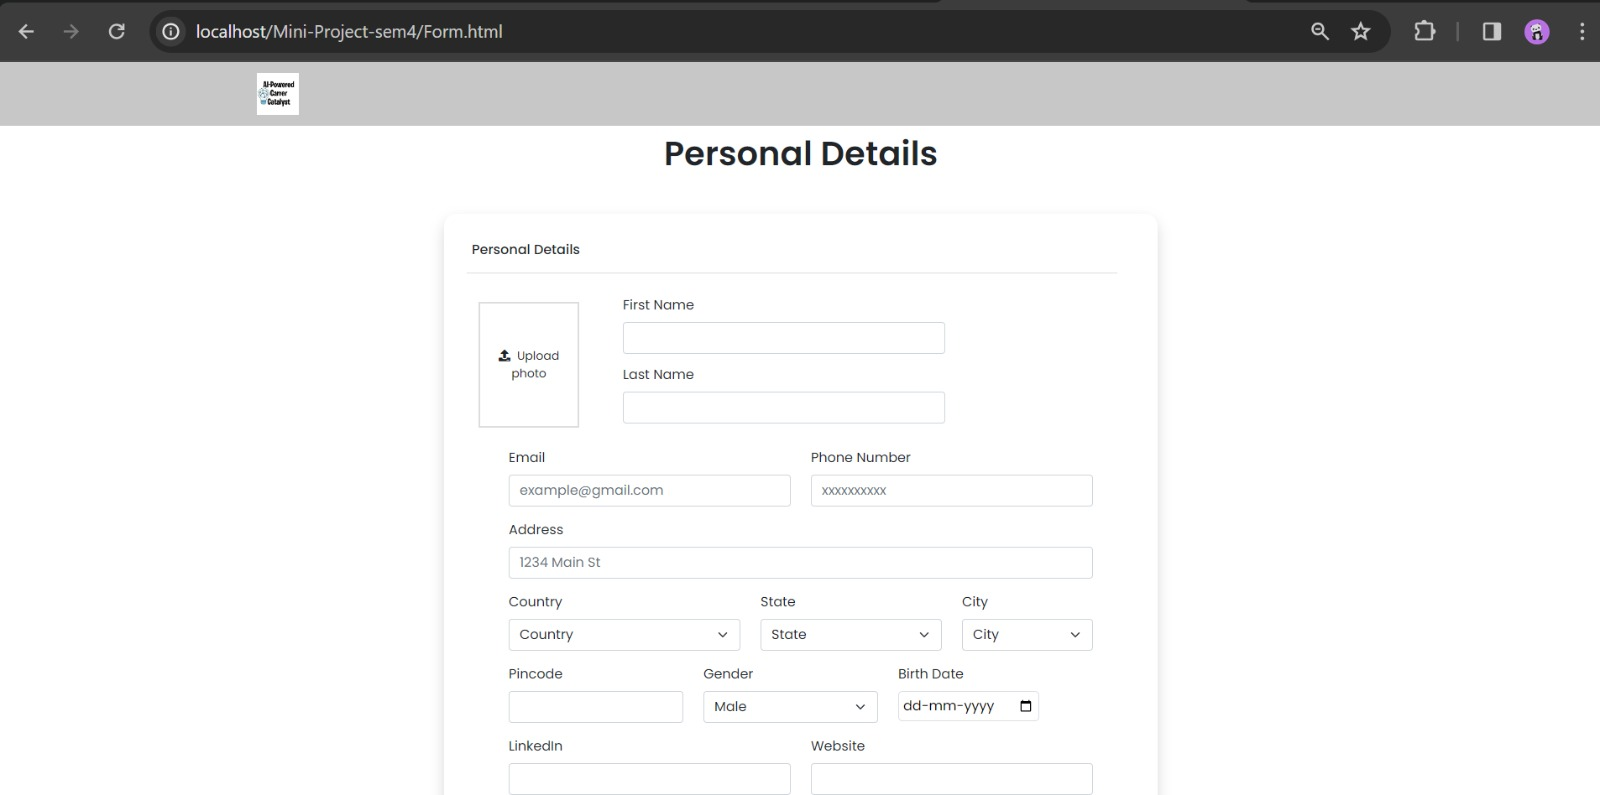 localhost/Mini-Project-sem4/Form.html
AI-Powered
Carrer
Catalyst
Personal Details
Personal Details
Upload
photo
First Name
Last Name
Email Phone Number
example@gmail.com xxxxxxxxxx
Address
1234 Main St
Country State City
Country State City
Pincode Gender Birth Date
Male dd-mm-yyyy
LinkedIn Website